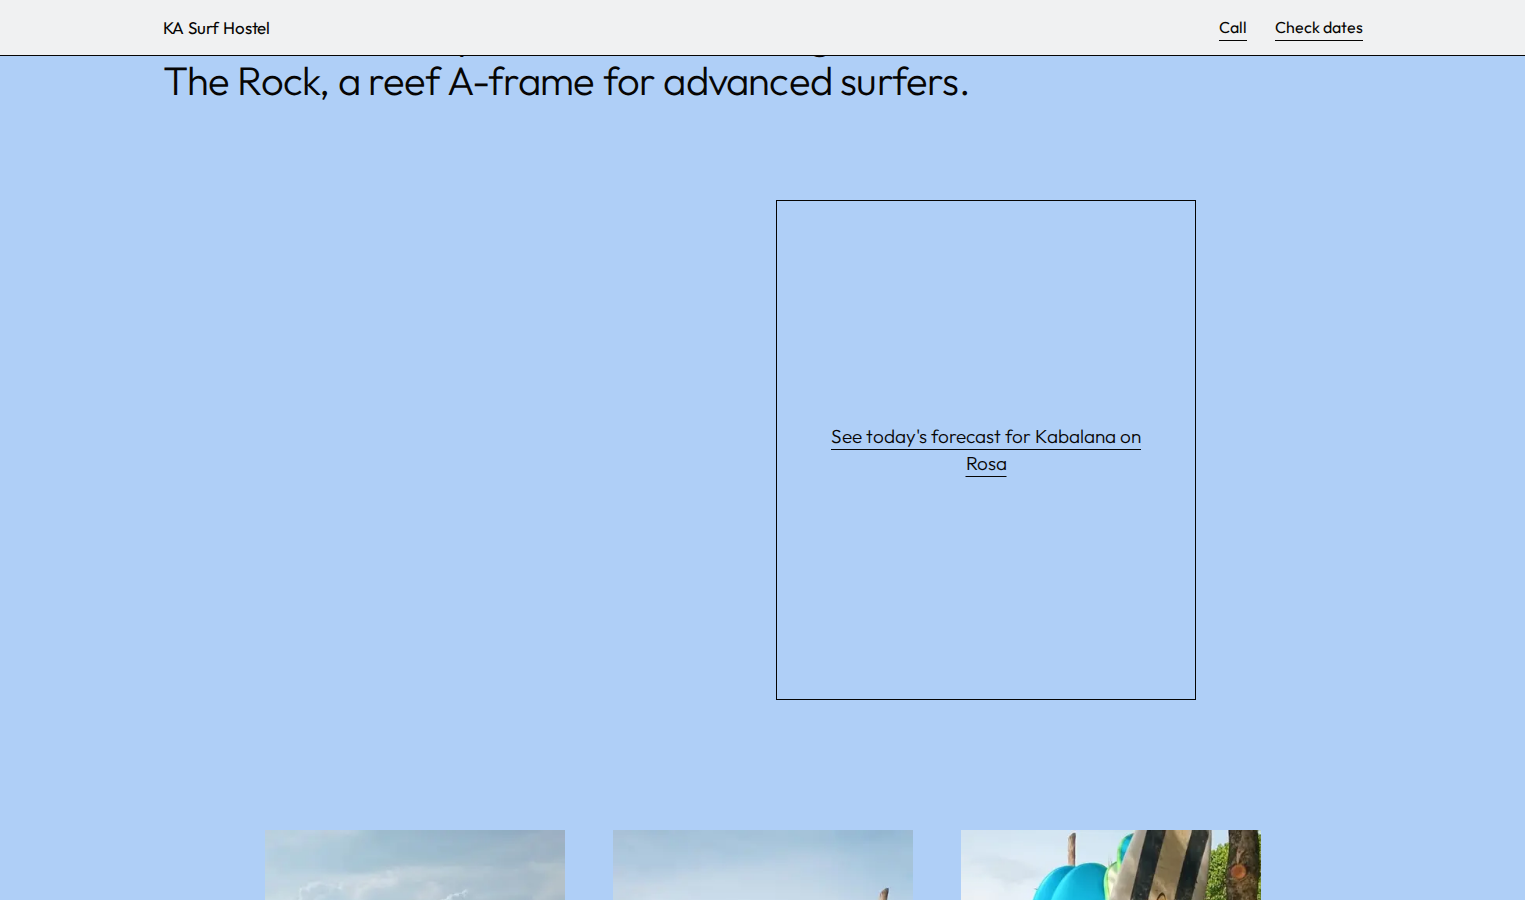 KA Surf Hostel
Call
Check dates
The Rock, a reef A-frame for advanced surfers.
See today's forecast for Kabalana on
Rosa